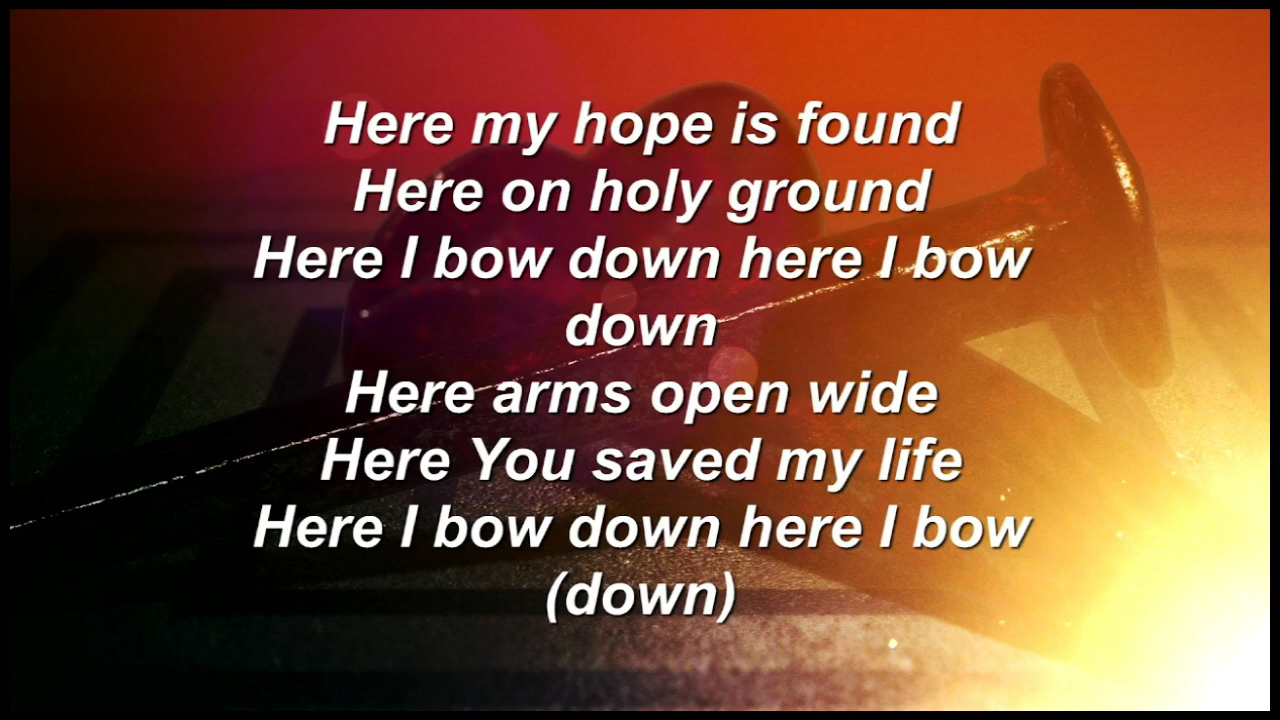 Here my hope is found
Here on holy ground
Here I bow down here I bow
down
Here arms open wide
Here You saved my life
Here I bow down here I bow
(down)